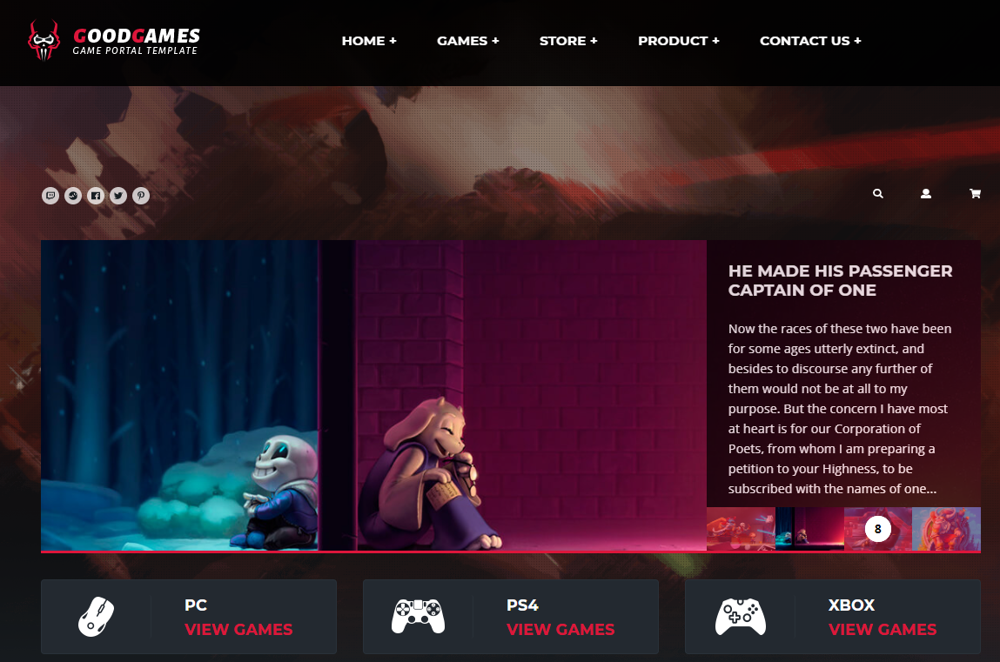 GOODGAMES
GAME PORTAL TEMPLATE
HOME +
GAMES +
STORE +
PRODUCT +
CONTACT US +
HE MADE HIS PASSENGER
CAPTAIN OF ONE
Now the races of these two have been
for some ages utterly extinct, and
besides to discourse any further of
them would not be at all to my
purpose. But the concern I have most
at heart is for our Corporation of
Poets, from whom I am preparing a
petition to your Highness, to be
subscribed with the names of one...
8
PC
VIEW GAMES
PS4
VIEW GAMES
XBOX
VIEW GAMES